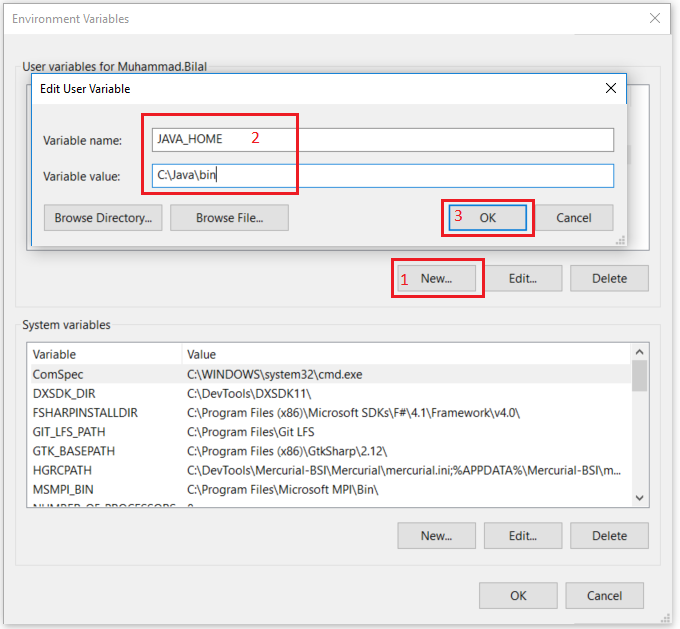 Environment Variables
User variables for Muhammad.Bilal
Edit User Variable
Variable name: JAVA_HOME 2
Variable value: C:\Java\bin
Browse Directory... Browse File... 3 OK Cancel
1 New... Edit... Delete
System variables
Variable Value
ComSpec C:\WINDOWS\system32\cmd.exe
DXSDK_DIR C:\DevTools\DXSDK11\
FSHARPINSTALLDIR C:\Program Files (x86)\Microsoft SDKs\F#\4.1\Framework\v4.0\
GIT_LFS_PATH C:\Program Files\Git LFS
GTK_BASEPATH C:\Program Files (x86)\GtkSharp\2.12\
HGRCPATH C:\DevTools\Mercurial-BSI\Mercurial\mercurial.ini;%APPDATA%\Mercurial-BSI\m...
MSMPI_BIN C:\Program Files\Microsoft MPI\Bin\
NUMBER_OF_PROCESSORS 8
New... Edit... Delete
OK Cancel